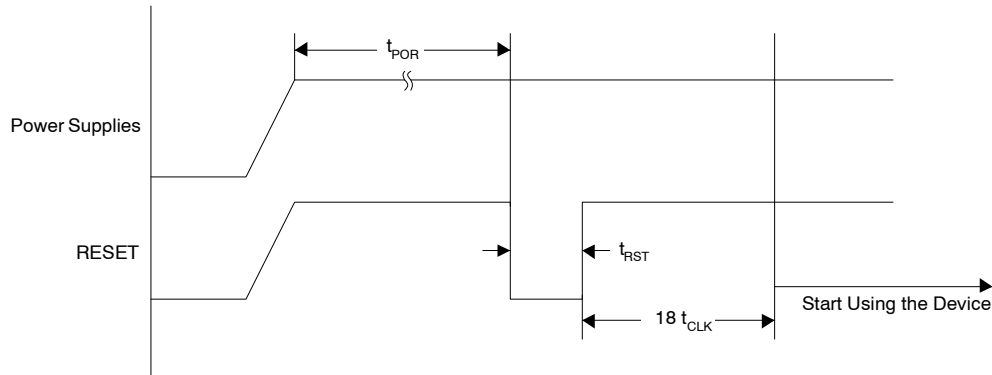 tPOR
Power Supplies
RESET
tRST
18 tCLK
Start Using the Device